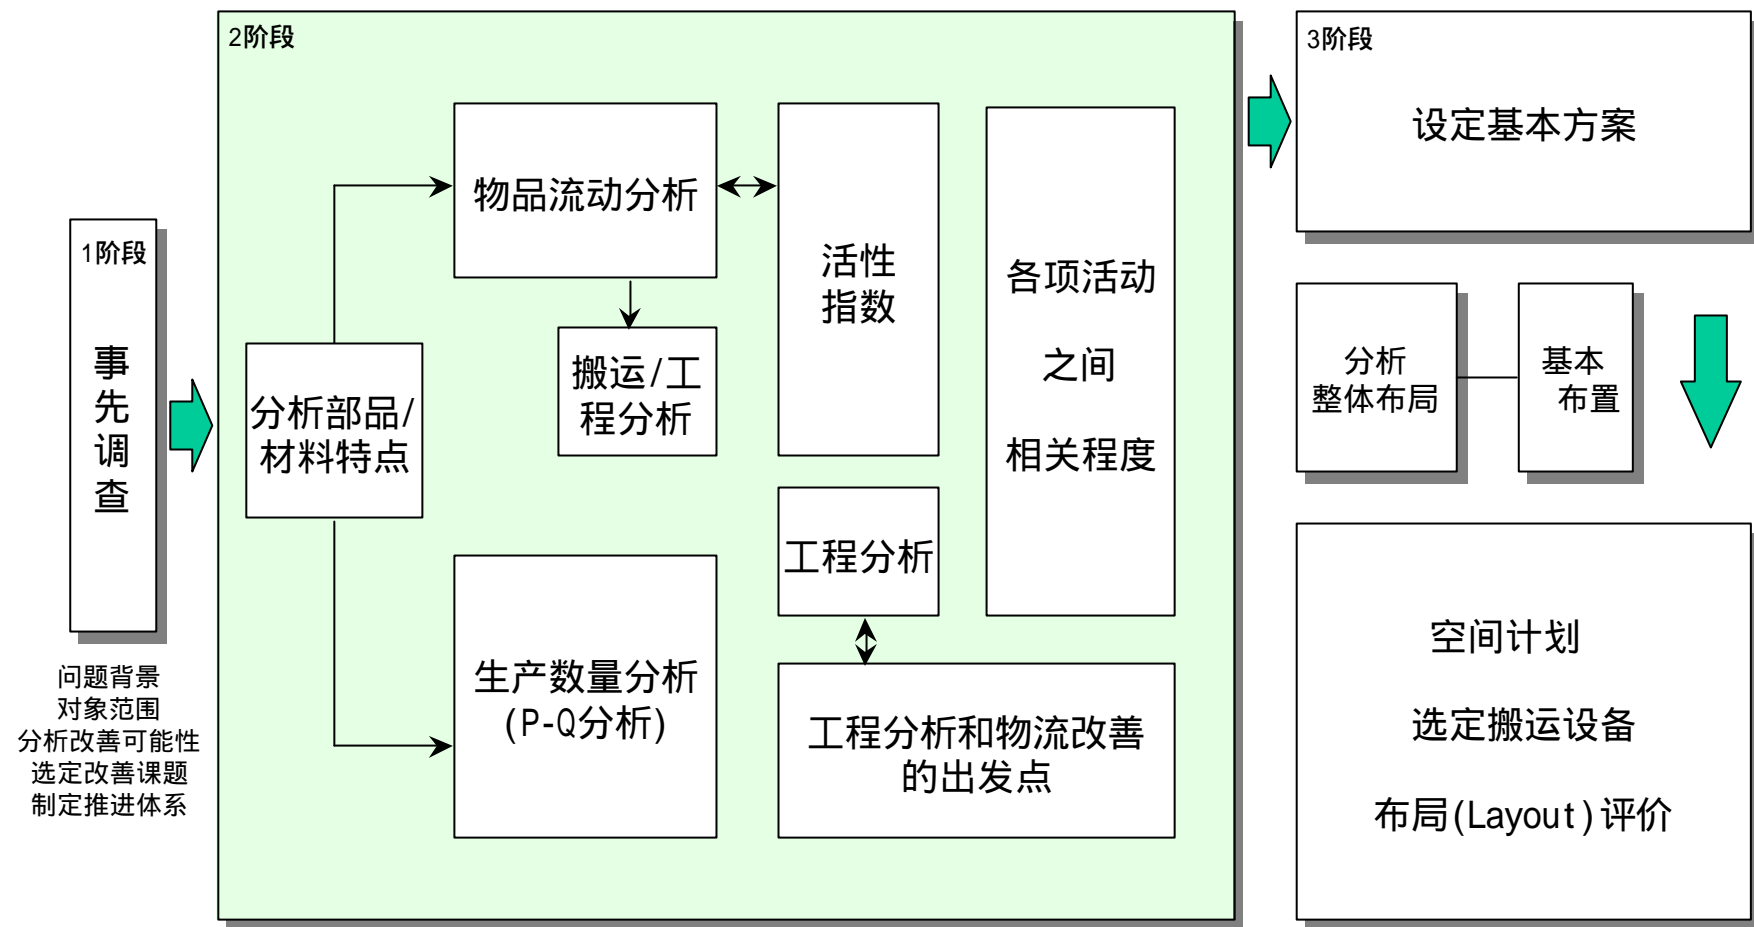 1阶段
事
先
调
查
问题背景
对象范围
分析改善可能性
选定改善课题
制定推进体系
2阶段
分析部品/
材料特点
物品流动分析
搬运/工
程分析
生产数量分析
(P-Q分析)
活性
指数
工程分析
工程分析和物流改善
的出发点
各项活动
之间
相关程度
3阶段
设定基本方案
分析
整体布局
基本
布置
空间计划
选定搬运设备
布局(Layout)评价